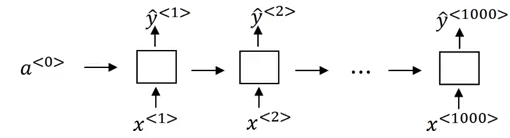 ŷ<1> ŷ<2> ŷ<1000>
a<0> ...
x<1> x<2> x<1000>